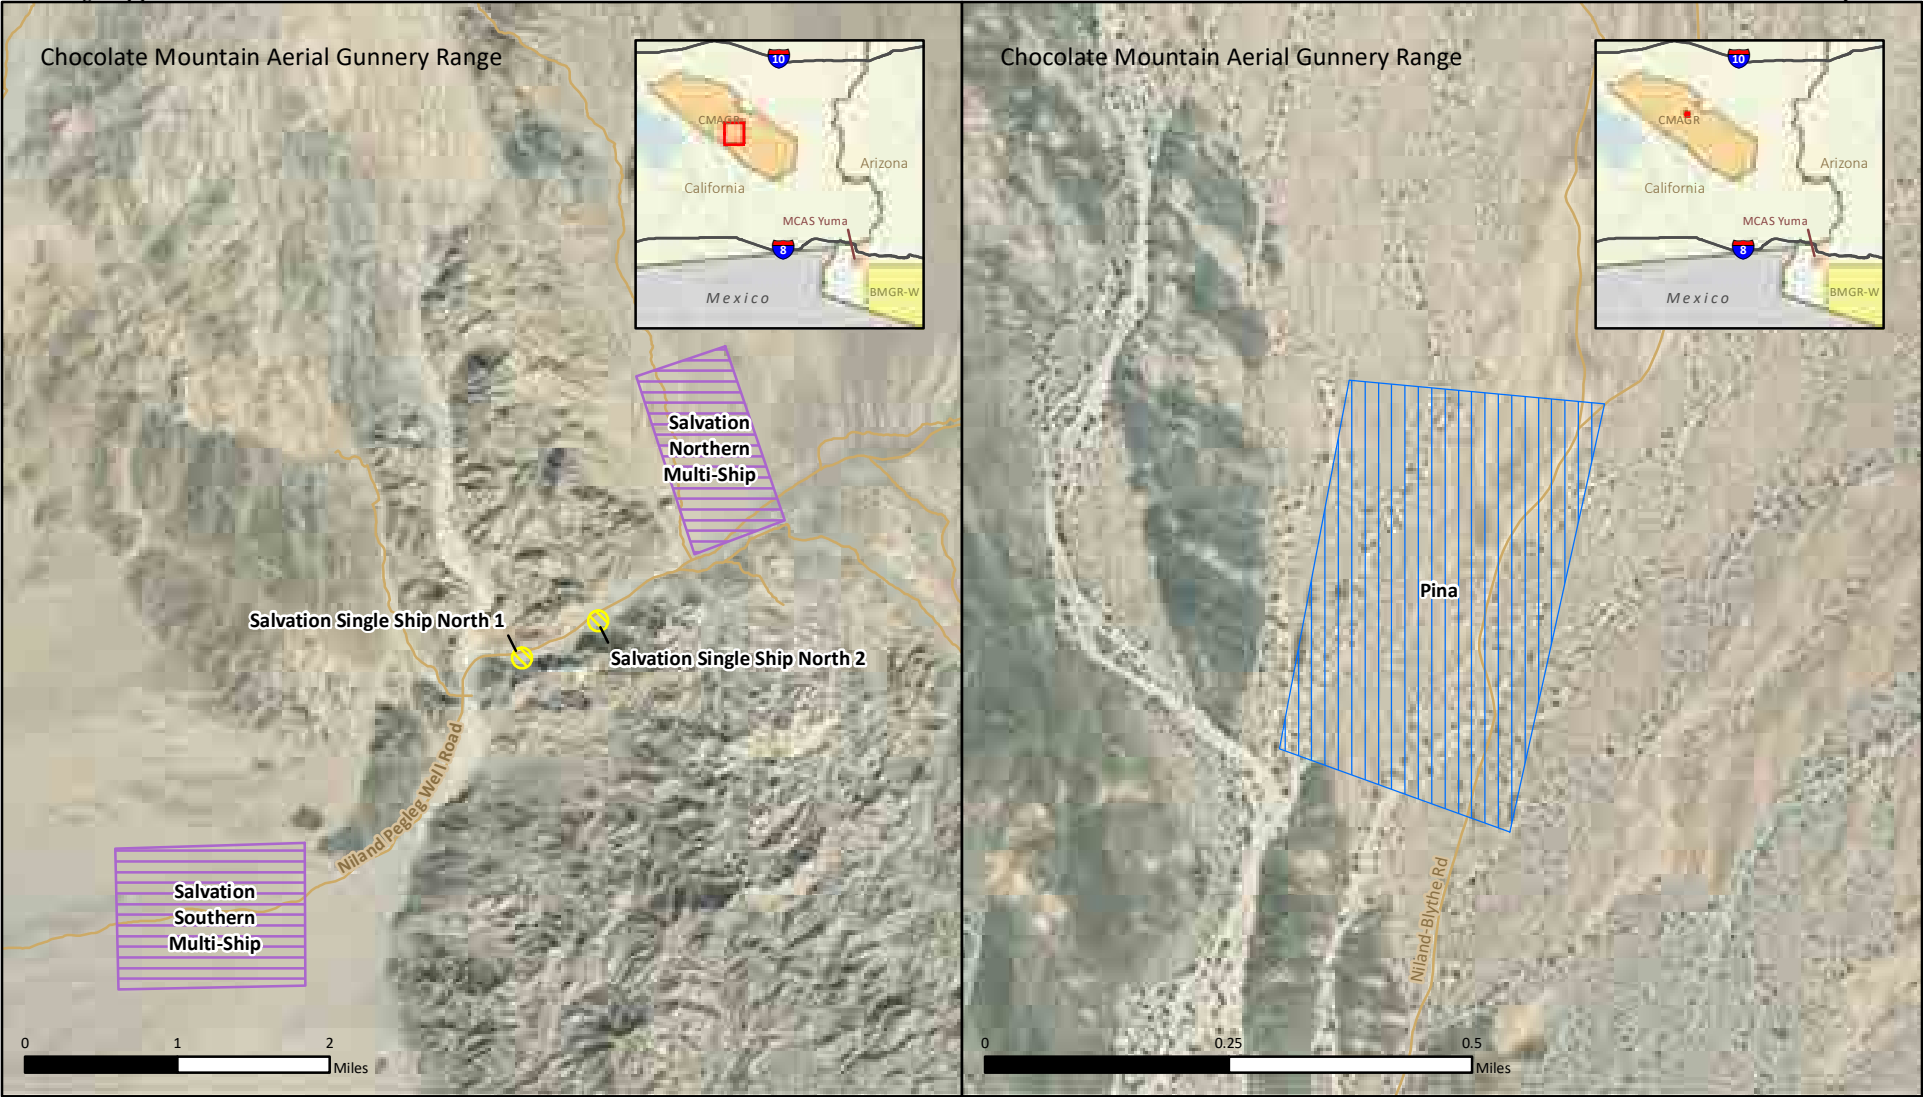 Chocolate Mountain Aerial Gunnery Range
10
CMAGR
Arizona
California
MCAS Yuma
8
Mexico
BMGR-W
Salvation
Northern
Multi-Ship
Salvation Single Ship North 1
Salvation Single Ship North 2
Niland Pegleg Well Road
Salvation
Southern
Multi-Ship
0
1
2
Miles
Chocolate Mountain Aerial Gunnery Range
10
CMAGR
Arizona
California
MCAS Yuma
8
Mexico
BMGR-W
Pina
Niland-Blythe Rd
0
0.25
0.5
Miles